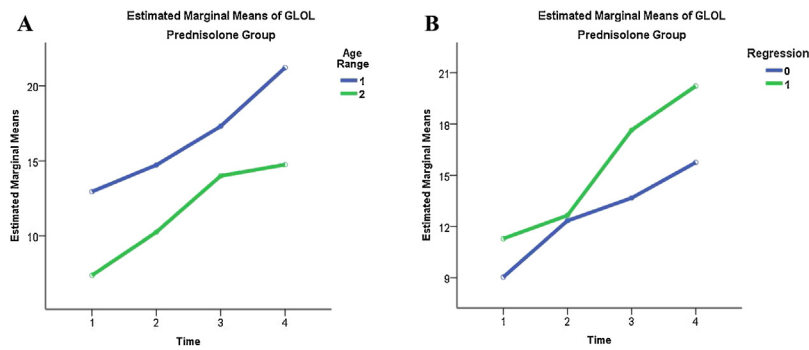 A
Estimated Marginal Means of GLOL
Prednisolone Group
Age
Range
1
2
Estimated Marginal Means
20
15
10
1 2 3 4
Time
B
Estimated Marginal Means of GLOL
Prednisolone Group
Regression
0
1
Estimated Marginal Means
21
18
15
12
9
1 2 3 4
Time